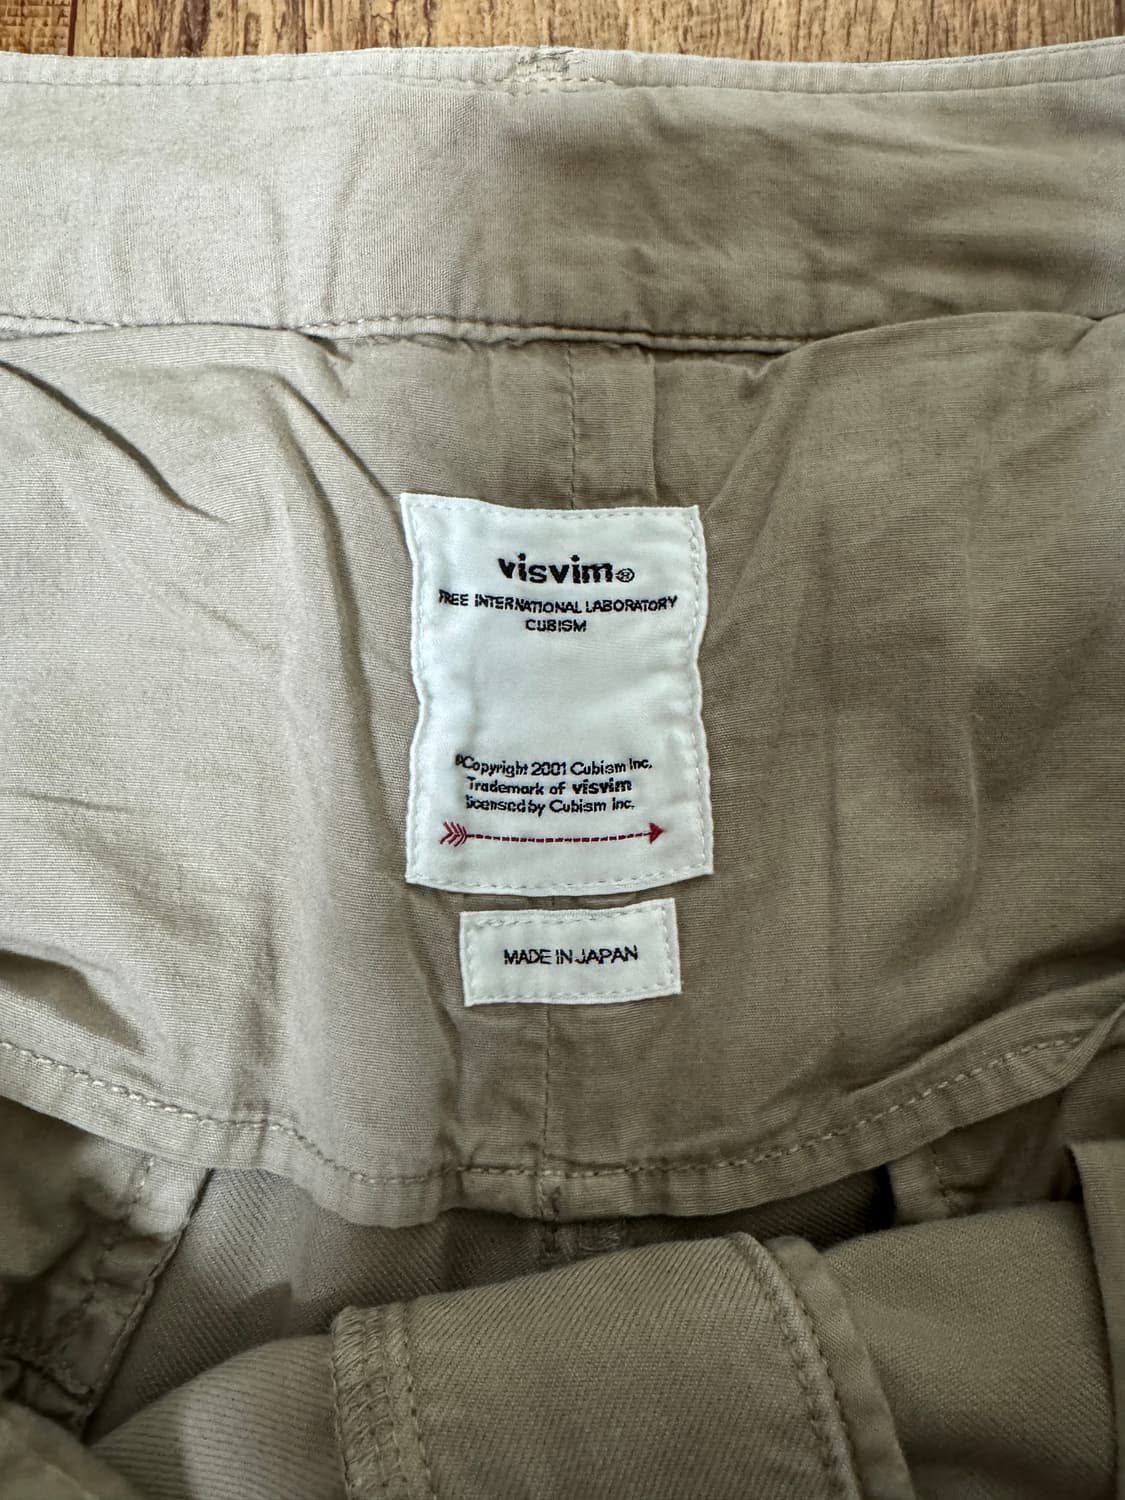 visvim®
FREE INTERNATIONAL LABORATORY
CUBISM
©Copyright 2001 Cubism Inc.
Trademark of visvim
licensed by Cubism Inc.
MADE IN JAPAN